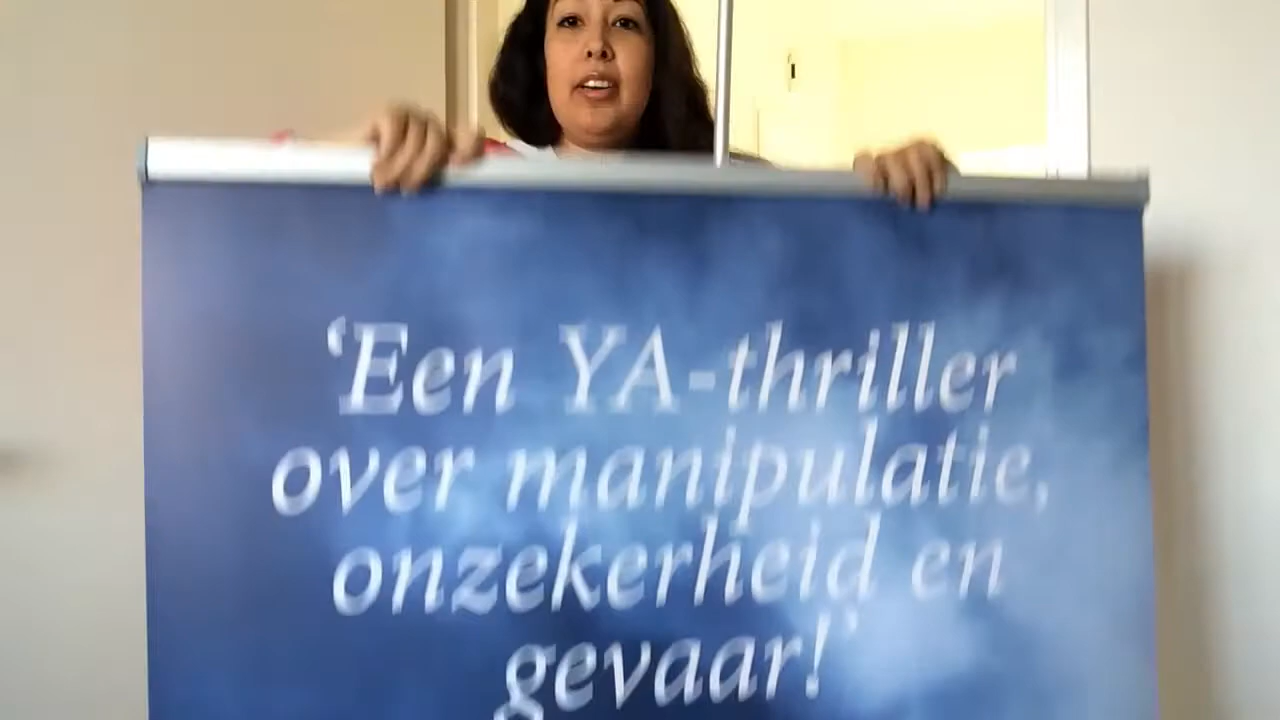 ‘Een YA-thriller
over manipulatie,
onzekerheid en
gevaar!’